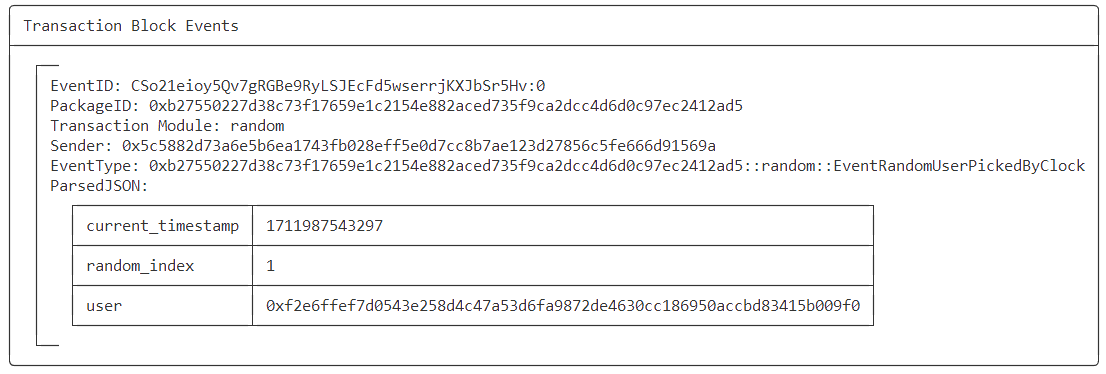 Transaction Block Events
EventID: CSo21eioy5Qv7gRGBe9RyLSJEcFd5wserrjKXJbSr5Hv:0
PackageID: 0xb27550227d38c73f17659e1c2154e882aced735f9ca2dcc4d6d0c97ec2412ad5
Transaction Module: random
Sender: 0x5c5882d73a6e5b6ea1743fb028eff5e0d7cc8b7ae123d27856c5fe666d91569a
EventType: 0xb27550227d38c73f17659e1c2154e882aced735f9ca2dcc4d6d0c97ec2412ad5::random::EventRandomUserPickedByClock
ParsedJSON:
current_timestamp 1711987543297
random_index 1
user 0xf2e6ffef7d0543e258d4c47a53d6fa9872de4630cc186950accbd83415b009f0